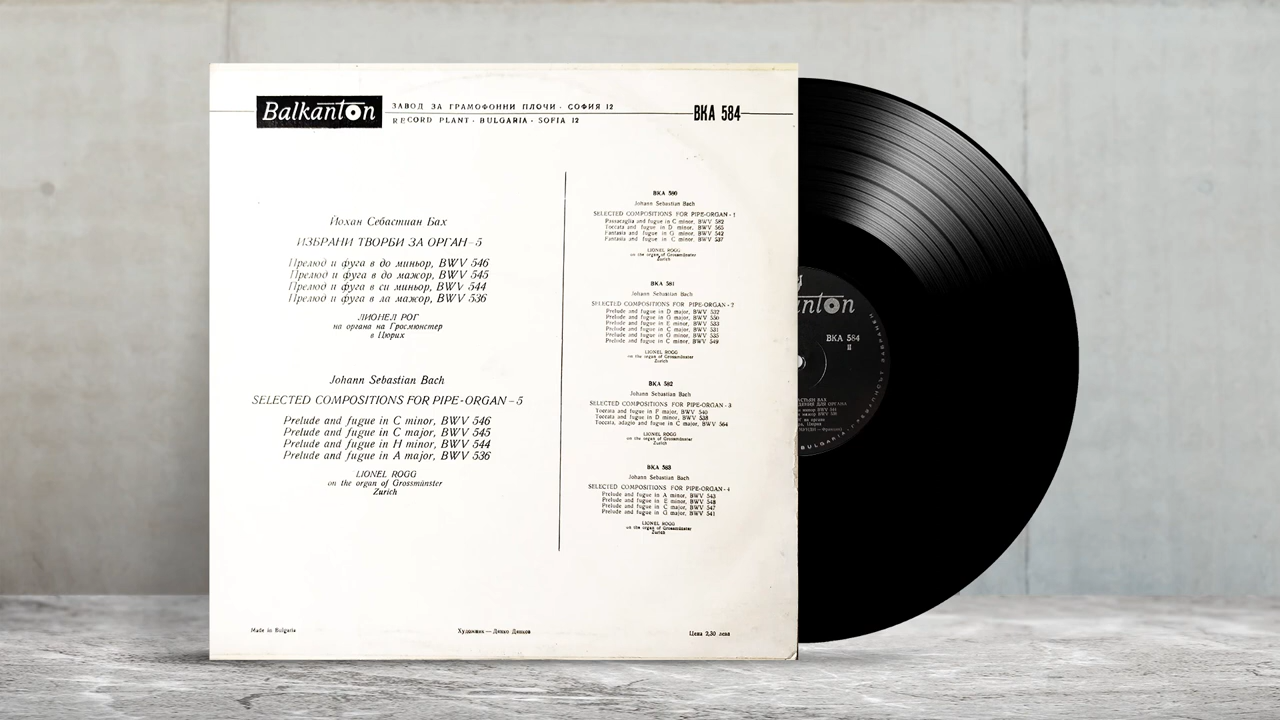 Balkanton
ЗАВОД ЗА ГРАМОФОННИ ПЛОЧИ · СОФИЯ 12
RECORD PLANT · BULGARIA · SOFIA 12
ВКА 584
Йохан Себастиан Бах
ИЗБРАНИ ТВОРБИ ЗА ОРГАН–5
Прелюд и фуга в до миньор, BWV 546
Прелюд и фуга в до мажор, BWV 545
Прелюд и фуга в си миньор, BWV 544
Прелюд и фуга в ла мажор, BWV 536
ЛИОНЕЛ РОГ
на органа на Гросмюнстер
в Цюрих
Johann Sebastian Bach
SELECTED COMPOSITIONS FOR PIPE-ORGAN – 5
Prelude and fugue in C minor, BWV 546
Prelude and fugue in C major, BWV 545
Prelude and fugue in H minor, BWV 544
Prelude and fugue in A major, BWV 536
LIONEL ROGG
on the organ of Grossmünster
Zurich
ВКА 580
Johann Sebastian Bach
SELECTED COMPOSITIONS FOR PIPE-ORGAN - 1
Passacaglia and fugue in C minor, BWV 582
Toccata and fugue in D minor, BWV 565
Fantasia and fugue in G minor, BWV 542
Fantasia and fugue in C minor, BWV 537
LIONEL ROGG
on the organ of Grossmünster
Zurich
ВКА 581
Johann Sebastian Bach
SELECTED COMPOSITIONS FOR PIPE-ORGAN - 2
Prelude and fugue in D major, BWV 532
Prelude and fugue in G major, BWV 550
Prelude and fugue in E minor, BWV 533
Prelude and fugue in C major, BWV 531
Prelude and fugue in G minor, BWV 535
Prelude and fugue in C minor, BWV 549
LIONEL ROGG
on the organ of Grossmünster
Zurich
ВКА 582
Johann Sebastian Bach
SELECTED COMPOSITIONS FOR PIPE-ORGAN - 3
Toccata and fugue in F major, BWV 540
Toccata and fugue in D minor, BWV 538
Toccata, adagio and fugue in C major, BWV 564
LIONEL ROGG
on the organ of Grossmünster
Zurich
ВКА 583
Johann Sebastian Bach
SELECTED COMPOSITIONS FOR PIPE-ORGAN - 4
Prelude and fugue in A minor, BWV 543
Prelude and fugue in E minor, BWV 548
Prelude and fugue in C major, BWV 547
Prelude and fugue in G major, BWV 541
LIONEL ROGG
on the organ of Grossmünster
Zurich
Made in Bulgaria
Художник — Динко Динков
Цена 2,30 лева
nton
ВКА 584
II
BULGARIA